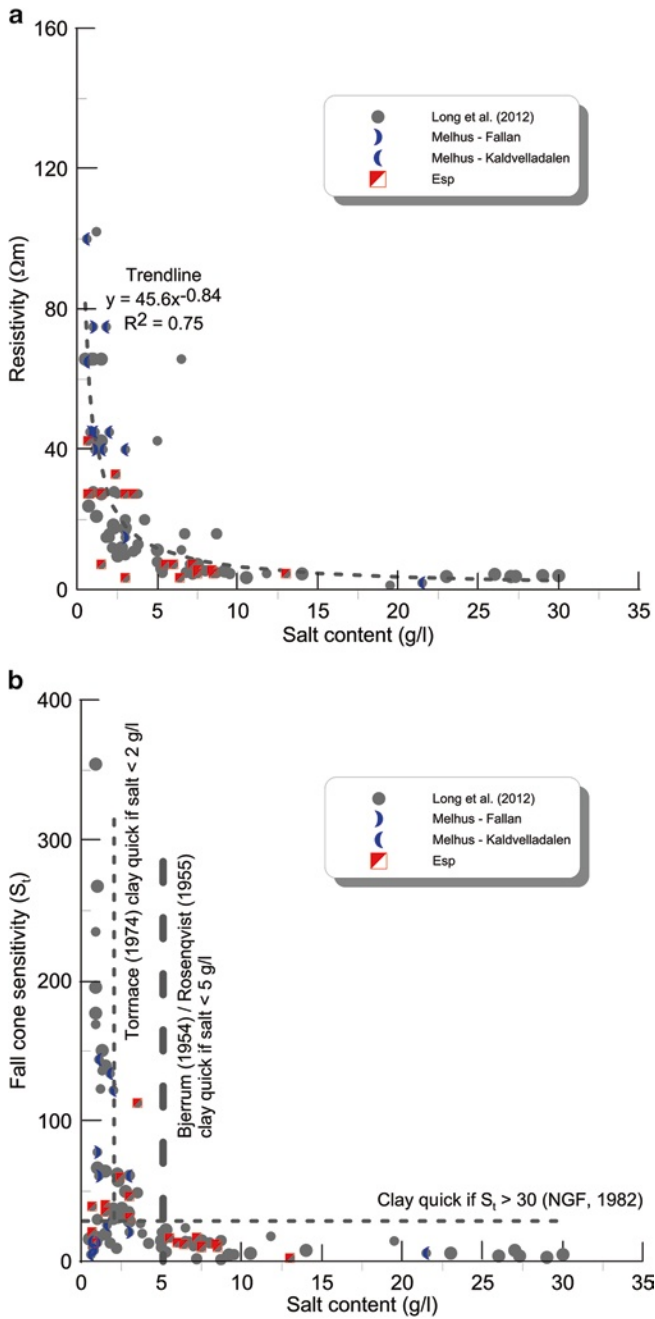 a
160
120
80
40
0
Resistivity (Ωm)
Long et al. (2012)
Melhus - Fallan
Melhus - Kaldvelladalen
Esp
Trendline
y = 45.6x-0.84
R2 = 0.75
0 5 10 15 20 25 30 35
Salt content (g/l)
b
400
300
200
100
0
Fall cone sensitivity (St)
Torrnace (1974) clay quick if salt < 2 g/l
Bjerrum (1954) / Rosenqvist (1955)
clay quick if salt < 5 g/l
Long et al. (2012)
Melhus - Fallan
Melhus - Kaldvelladalen
Esp
Clay quick if St > 30 (NGF, 1982)
0 5 10 15 20 25 30 35
Salt content (g/l)